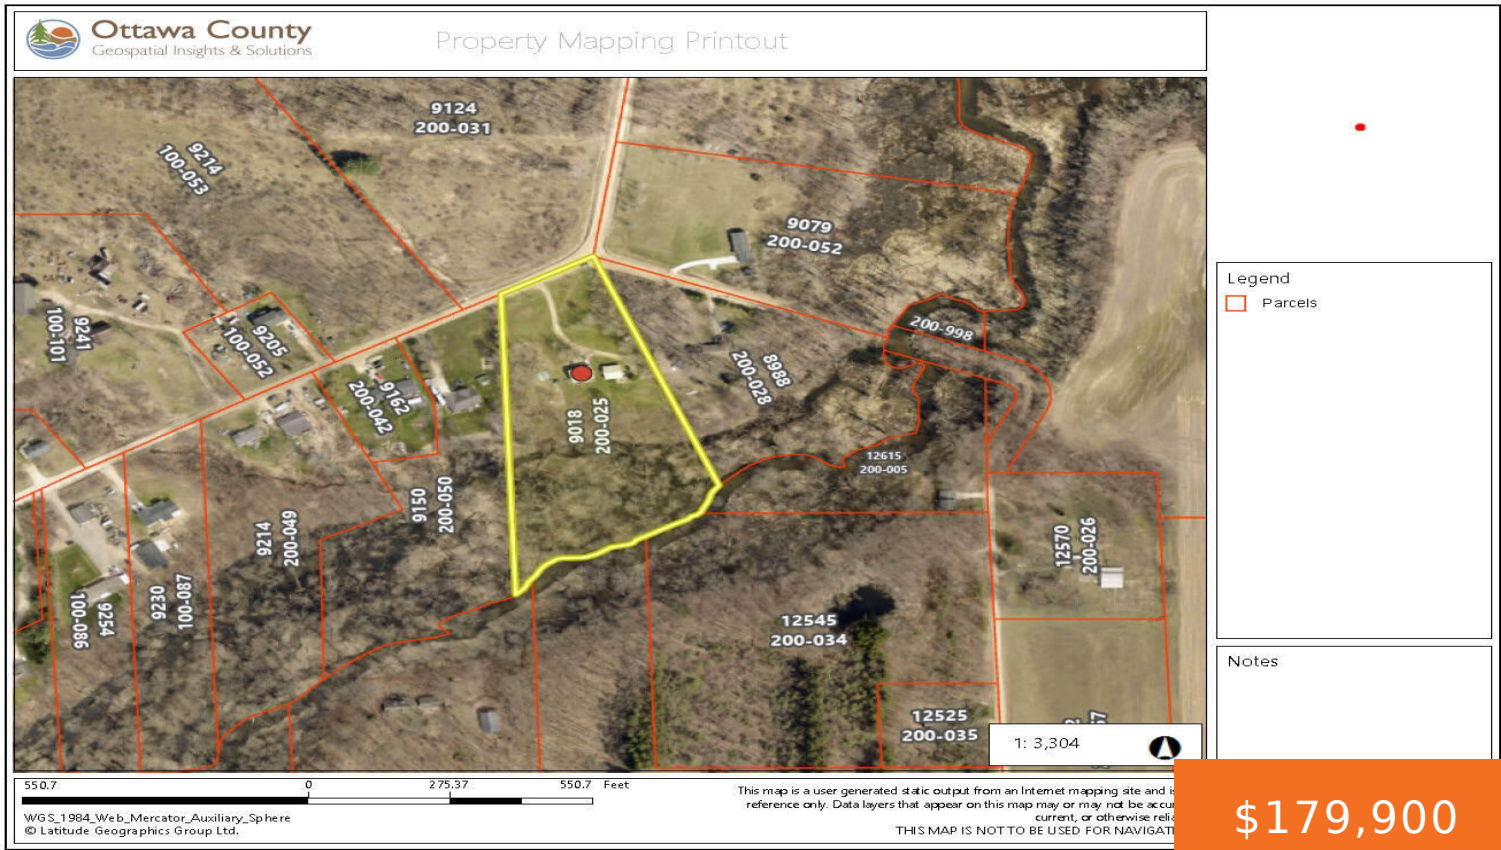 Ottawa County
Geospatial Insights & Solutions
Property Mapping Printout
9124
200-031
9214
100-053
9079
200-052
9241
100-101
9205
100-052
200-998
9162
200-042
8988
200-028
9018
200-025
12615
200-005
9150
200-050
9214
200-049
12570
200-026
9230
100-087
9254
100-086
12545
200-034
12525
200-035
1: 3,304
Legend
Parcels
Notes
550.7 0 275.37 550.7 Feet
WGS_1984_Web_Mercator_Auxiliary_Sphere
© Latitude Geographics Group Ltd.
This map is a user generated static output from an Internet mapping site and is
reference only. Data layers that appear on this map may or may not be accur
current, or otherwise relia
THIS MAP IS NOT TO BE USED FOR NAVIGATI
$179,900